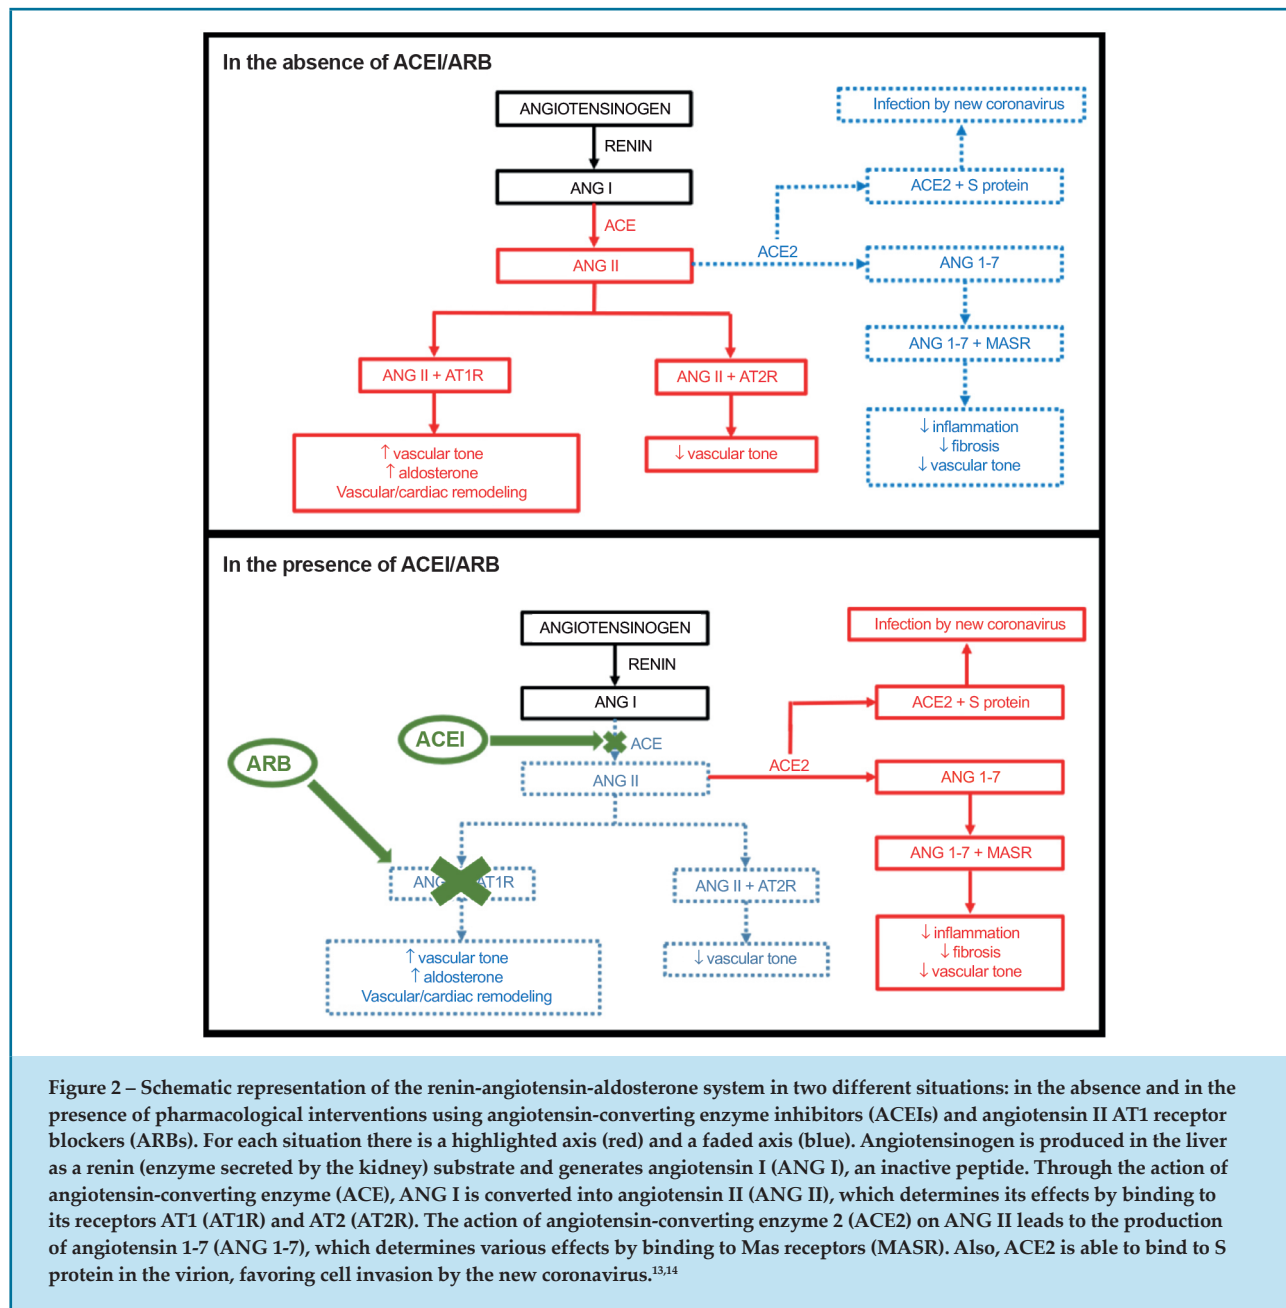 In the absence of ACEI/ARB
ANGIOTENSINOGEN
RENIN
ANG I
ACE
ANG II
ACE2
Infection by new coronavirus
ACE2 + S protein
ANG 1-7
ANG 1-7 + MASR
↓ inflammation
↓ fibrosis
↓ vascular tone
ANG II + AT1R
↑ vascular tone
↑ aldosterone
Vascular/cardiac remodeling
ANG II + AT2R
↓ vascular tone
In the presence of ACEI/ARB
ANGIOTENSINOGEN
RENIN
ANG I
ACEI
ACE
ARB
ANG II
ACE2
Infection by new coronavirus
ACE2 + S protein
ANG 1-7
ANG 1-7 + MASR
↓ inflammation
↓ fibrosis
↓ vascular tone
AT1R
↑ vascular tone
↑ aldosterone
Vascular/cardiac remodeling
ANG II + AT2R
↓ vascular tone
Figure 2 – Schematic representation of the renin-angiotensin-aldosterone system in two different situations: in the absence and in the
presence of pharmacological interventions using angiotensin-converting enzyme inhibitors (ACEIs) and angiotensin II AT1 receptor
blockers (ARBs). For each situation there is a highlighted axis (red) and a faded axis (blue). Angiotensinogen is produced in the liver
as a renin (enzyme secreted by the kidney) substrate and generates angiotensin I (ANG I), an inactive peptide. Through the action of
angiotensin-converting enzyme (ACE), ANG I is converted into angiotensin II (ANG II), which determines its effects by binding to
its receptors AT1 (AT1R) and AT2 (AT2R). The action of angiotensin-converting enzyme 2 (ACE2) on ANG II leads to the production
of angiotensin 1-7 (ANG 1-7), which determines various effects by binding to Mas receptors (MASR). Also, ACE2 is able to bind to S
protein in the virion, favoring cell invasion by the new coronavirus.13,14